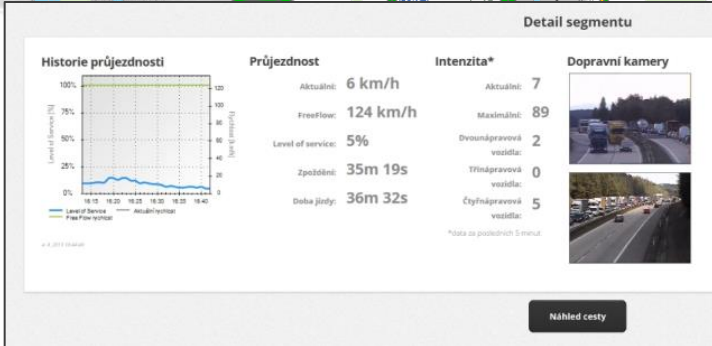 Detail segmentu
Historie průjezdnosti
100%
75%
50%
25%
0%
Level of Service [%]
120
100
80
60
40
20
0
Rychlost [km/h]
16:15 16:20 16:25 16:30 16:35 16:40
Level of Service
Aktuální rychlost
Free Flow rychlost
Průjezdnost
Aktuální: 6 km/h
FreeFlow: 124 km/h
Level of service: 5%
Zpoždění: 35m 19s
Doba jízdy: 36m 32s
Intenzita*
Aktuální: 7
Maximální: 89
Dvounápravová
vozidla: 2
Třínápravová
vozidla: 0
Čtyřnápravová
vozidla: 5
*data za posledních 5 minut
Dopravní kamery
Náhled cesty